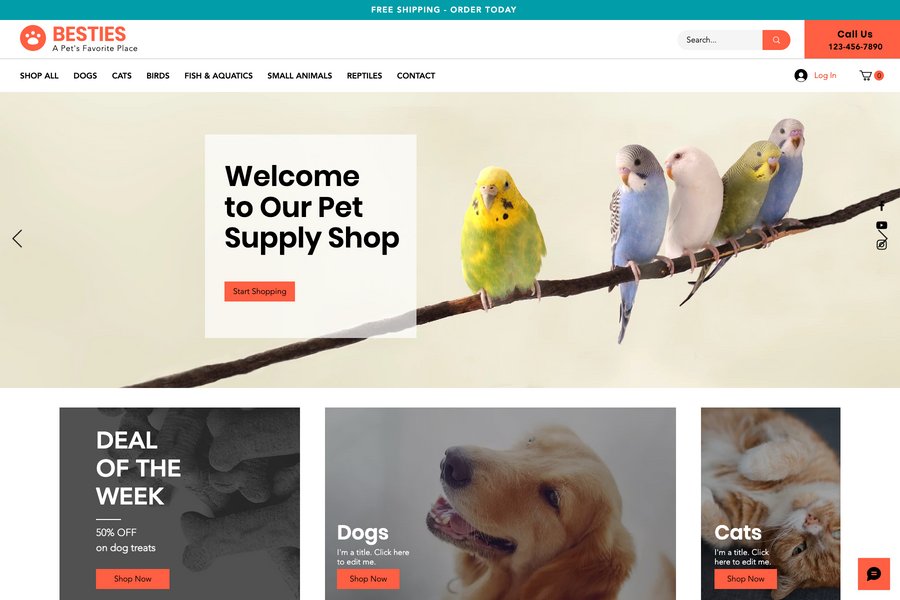 FREE SHIPPING - ORDER TODAY
BESTIES
A Pet's Favorite Place
Search...
Call Us
123-456-7890
SHOP ALL DOGS CATS BIRDS FISH & AQUATICS SMALL ANIMALS REPTILES CONTACT
Log In
0
Welcome
to Our Pet
Supply Shop
Start Shopping
DEAL
OF THE
WEEK
50% OFF
on dog treats
Shop Now
Dogs
I'm a title. Click here
to edit me.
Shop Now
Cats
I'm a title. Click
here to edit me.
Shop Now